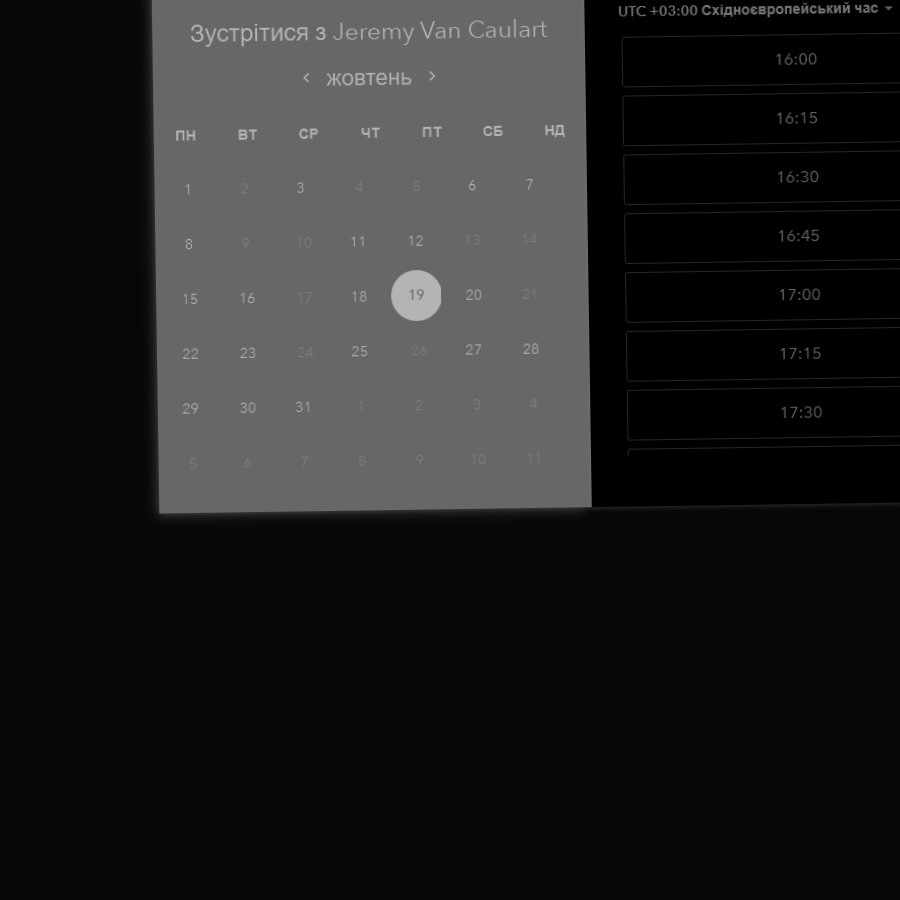 Зустрітися з Jeremy Van Caulart
жовтень
ПН ВТ СР ЧТ ПТ СБ НД
1 2 3 4 5 6 7
8 9 10 11 12 13 14
15 16 17 18 19 20 21
22 23 24 25 26 27 28
29 30 31 1 2 3 4
5 6 7 8 9 10 11
UTC +03:00 Східноєвропейський час
16:00
16:15
16:30
16:45
17:00
17:15
17:30